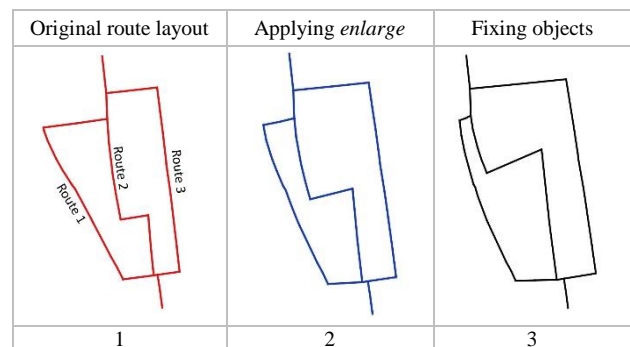 Original route layout
Applying enlarge
Fixing objects
Route 1
Route 2
Route 3
1
2
3